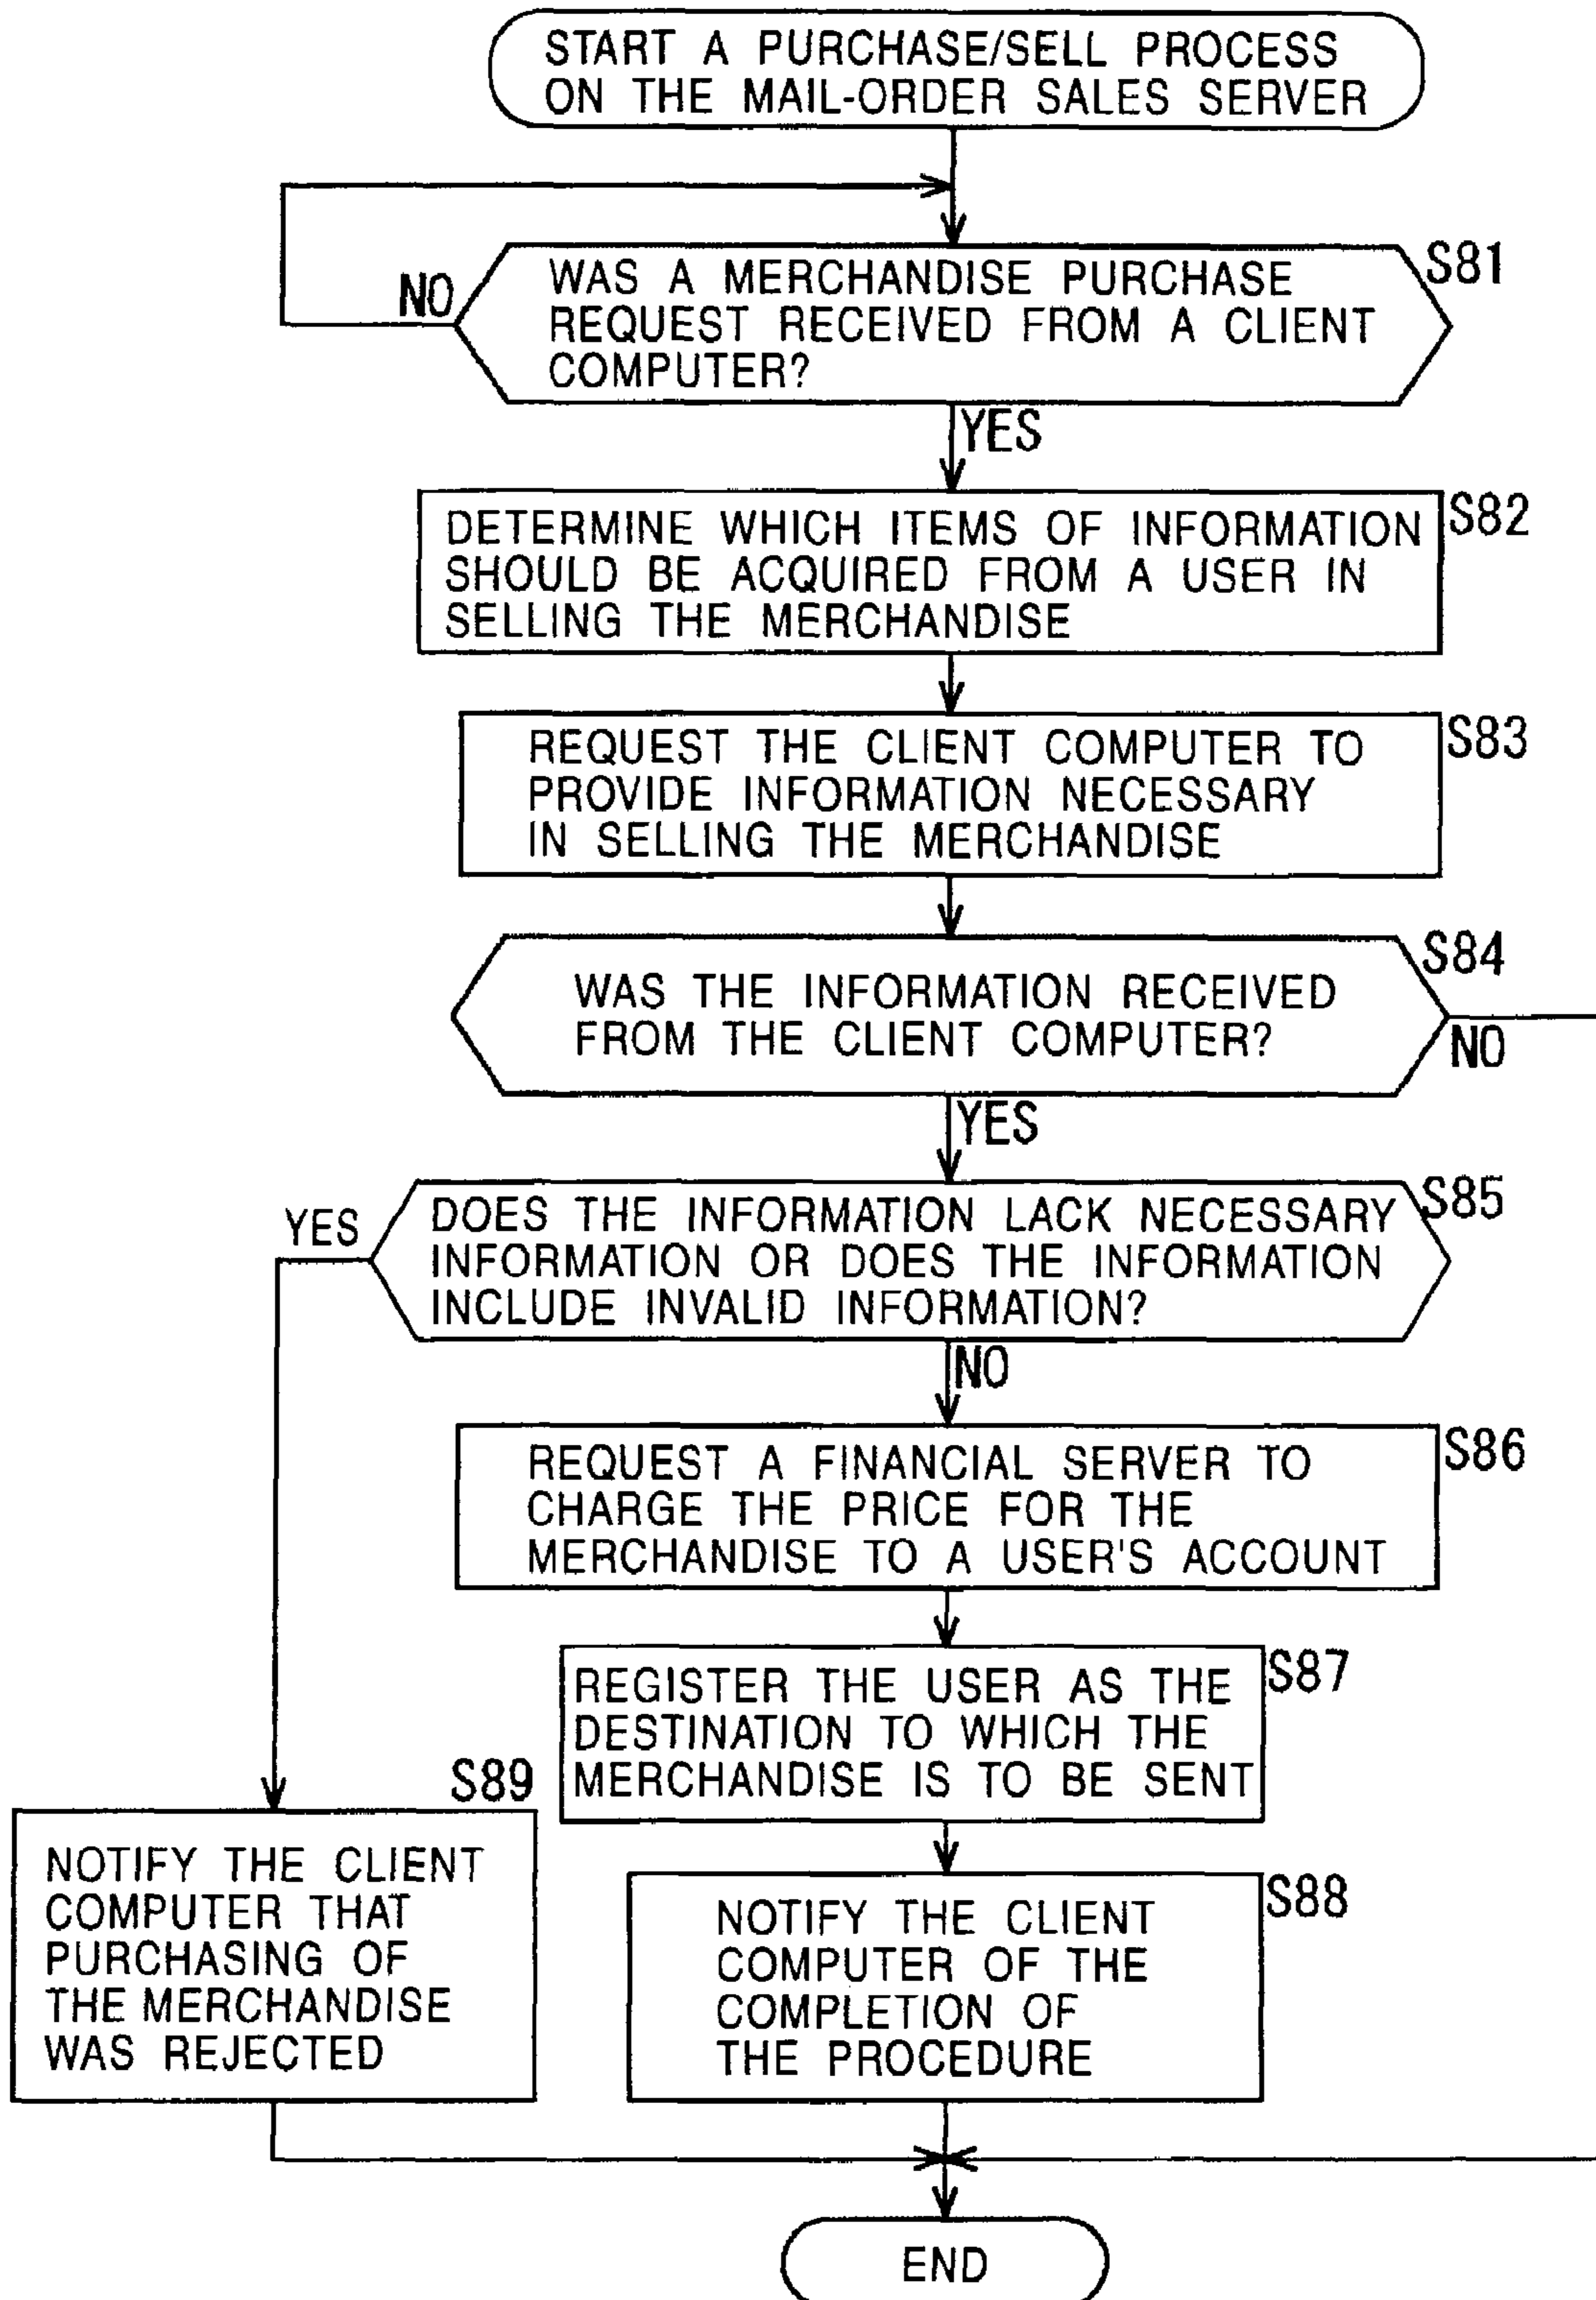 START A PURCHASE/SELL PROCESS
ON THE MAIL-ORDER SALES SERVER
S81
NO
WAS A MERCHANDISE PURCHASE
REQUEST RECEIVED FROM A CLIENT
COMPUTER?
YES
S82
DETERMINE WHICH ITEMS OF INFORMATION
SHOULD BE ACQUIRED FROM A USER IN
SELLING THE MERCHANDISE
S83
REQUEST THE CLIENT COMPUTER TO
PROVIDE INFORMATION NECESSARY
IN SELLING THE MERCHANDISE
S84
WAS THE INFORMATION RECEIVED
FROM THE CLIENT COMPUTER?
NO
YES
S85
YES
DOES THE INFORMATION LACK NECESSARY
INFORMATION OR DOES THE INFORMATION
INCLUDE INVALID INFORMATION?
NO
S86
REQUEST A FINANCIAL SERVER TO
CHARGE THE PRICE FOR THE
MERCHANDISE TO A USER'S ACCOUNT
S87
REGISTER THE USER AS THE
DESTINATION TO WHICH THE
MERCHANDISE IS TO BE SENT
S89
NOTIFY THE CLIENT
COMPUTER THAT
PURCHASING OF
THE MERCHANDISE
WAS REJECTED
S88
NOTIFY THE CLIENT
COMPUTER OF THE
COMPLETION OF
THE PROCEDURE
END